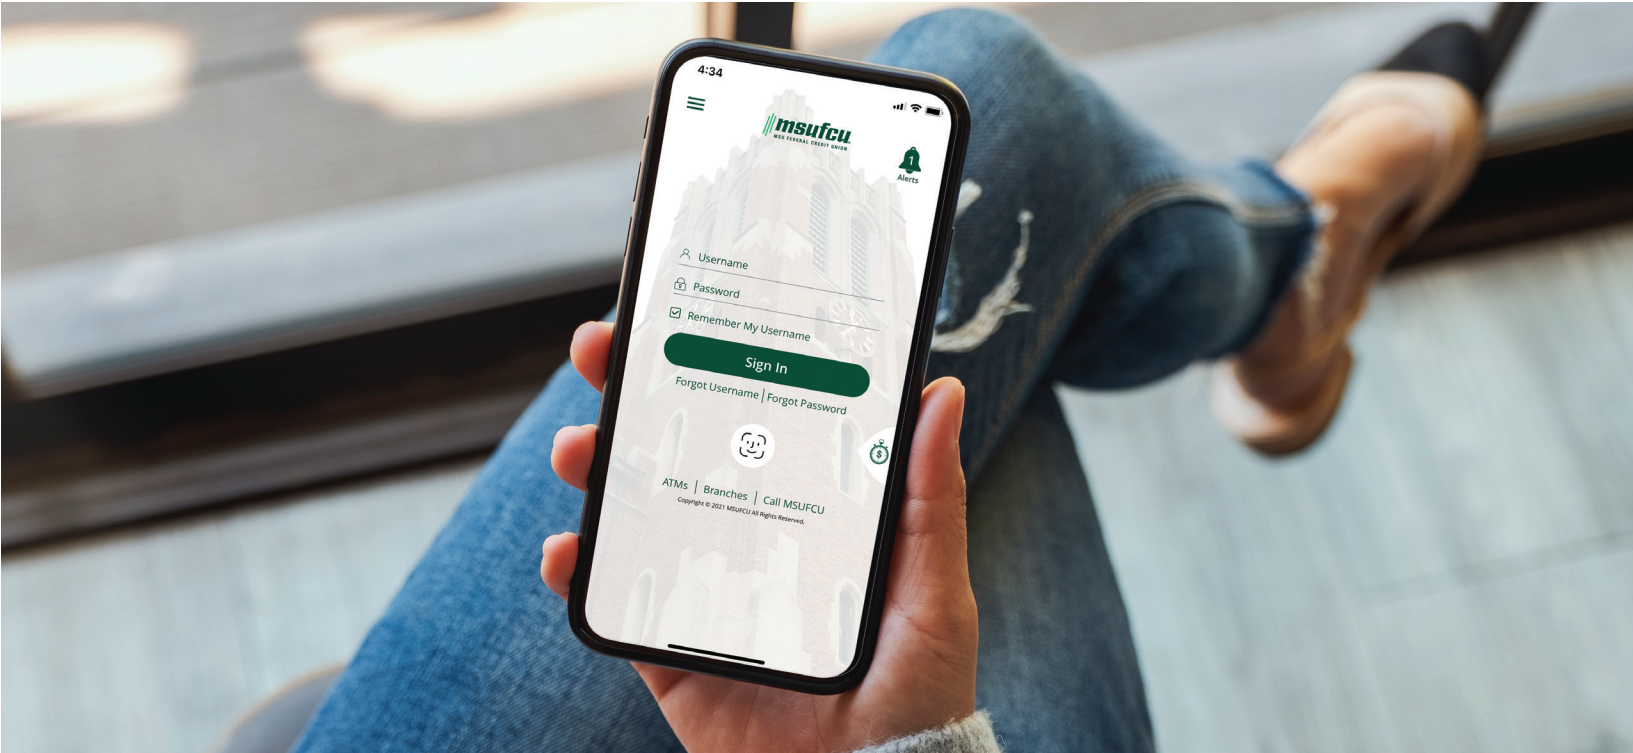 4:34
msufcu
MSU FEDERAL CREDIT UNION
1
Alerts
Username
Password
Remember My Username
Sign In
Forgot Username | Forgot Password
$
ATMs | Branches | Call MSUFCU
Copyright © 2021 MSUFCU All Rights Reserved.